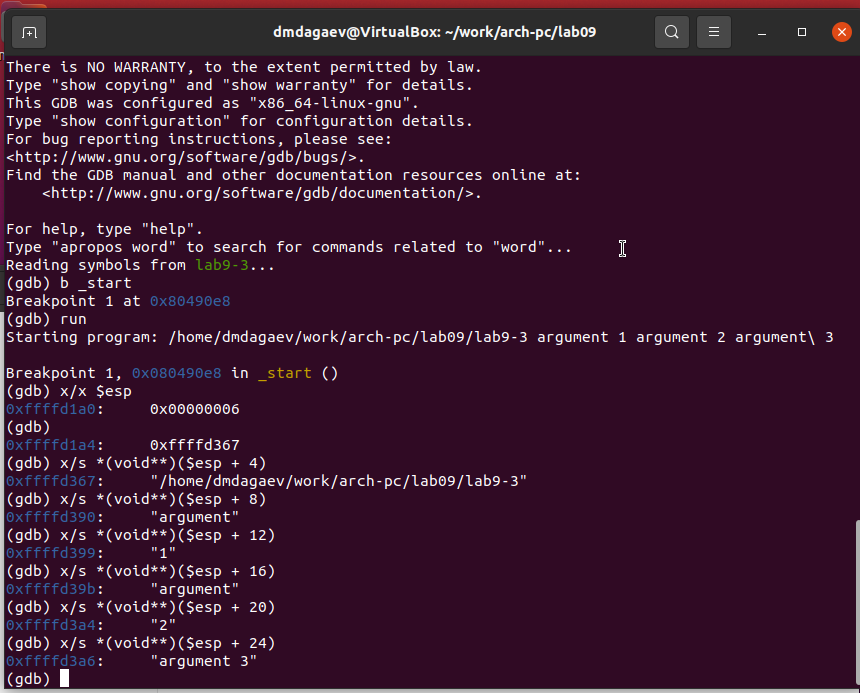 dmdagaev@VirtualBox: ~/work/arch-pc/lab09
There is NO WARRANTY, to the extent permitted by law.
Type "show copying" and "show warranty" for details.
This GDB was configured as "x86_64-linux-gnu".
Type "show configuration" for configuration details.
For bug reporting instructions, please see:
<http://www.gnu.org/software/gdb/bugs/>.
Find the GDB manual and other documentation resources online at:
    <http://www.gnu.org/software/gdb/documentation/>.

For help, type "help".
Type "apropos word" to search for commands related to "word"...
Reading symbols from lab9-3...
(gdb) b _start
Breakpoint 1 at 0x80490e8
(gdb) run
Starting program: /home/dmdagaev/work/arch-pc/lab09/lab9-3 argument 1 argument 2 argument\ 3

Breakpoint 1, 0x080490e8 in _start ()
(gdb) x/x $esp
0xffffd1a0:     0x00000006
(gdb)
0xffffd1a4:     0xffffd367
(gdb) x/s *(void**)($esp + 4)
0xffffd367:     "/home/dmdagaev/work/arch-pc/lab09/lab9-3"
(gdb) x/s *(void**)($esp + 8)
0xffffd390:     "argument"
(gdb) x/s *(void**)($esp + 12)
0xffffd399:     "1"
(gdb) x/s *(void**)($esp + 16)
0xffffd39b:     "argument"
(gdb) x/s *(void**)($esp + 20)
0xffffd3a4:     "2"
(gdb) x/s *(void**)($esp + 24)
0xffffd3a6:     "argument 3"
(gdb)